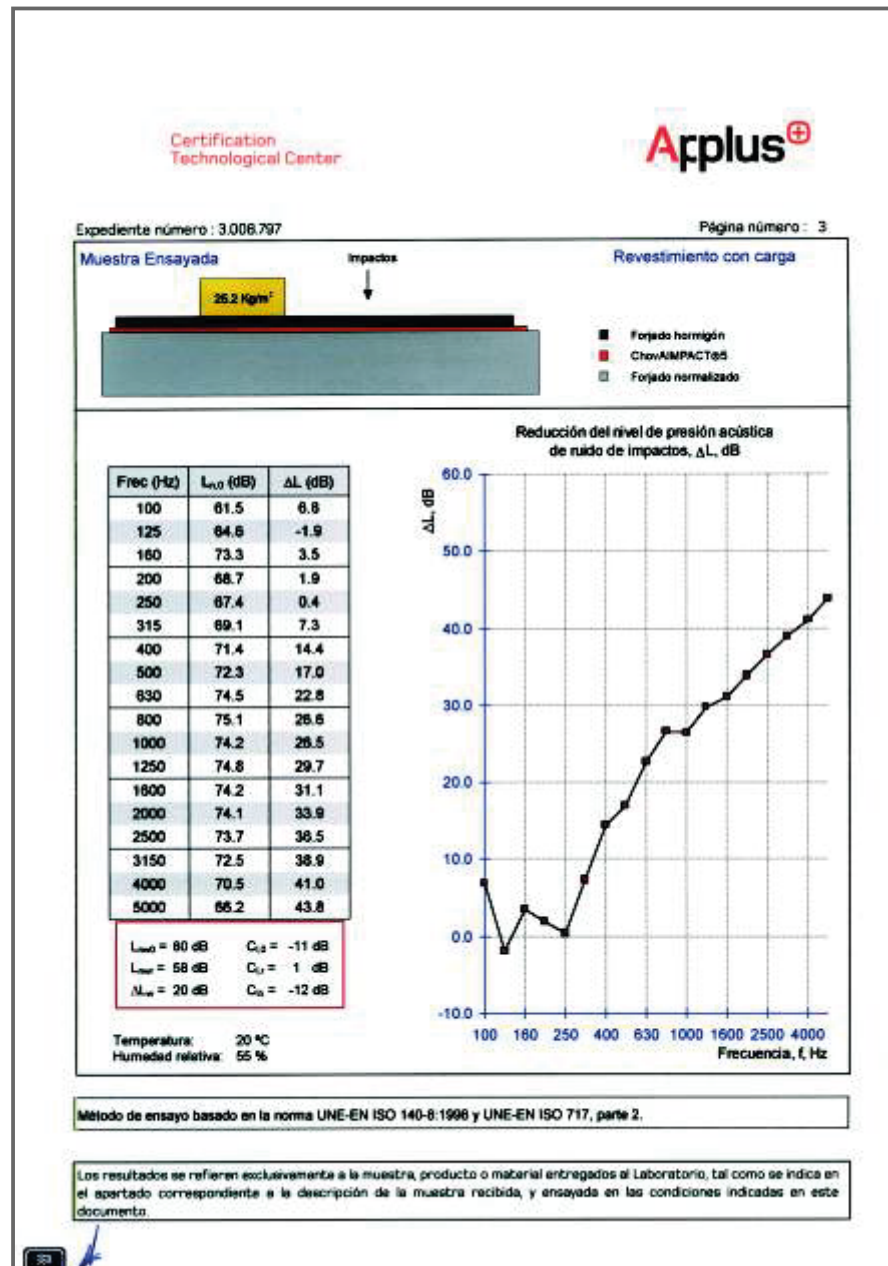 Certification
Technological Center
Applus+
Expediente número : 3.006.797
Página número : 3
Muestra Ensayada
Impactos
Revestimiento con carga
25.2 Kg/m²
Forjado hormigón
ChovAIMPACT®5
Forjado normalizado
Reducción del nivel de presión acústica
de ruido de impactos, ΔL, dB
Frec (Hz) Ln,0 (dB) ΔL (dB)
100 61.5 6.8
125 64.6 -1.9
160 73.3 3.5
200 68.7 1.9
250 67.4 0.4
315 69.1 7.3
400 71.4 14.4
500 72.3 17.0
630 74.5 22.8
800 75.1 26.6
1000 74.2 26.5
1250 74.8 29.7
1600 74.2 31.1
2000 74.1 33.9
2500 73.7 36.5
3150 72.5 38.9
4000 70.5 41.0
5000 66.2 43.8
= 80 dB CI,0 = -11 dB
= 58 dB CI,r = 1 dB
ΔLw = 20 dB CIΔ = -12 dB
Temperatura: 20 ºC
Humedad relativa: 55 %
ΔL, dB
60.0
50.0
40.0
30.0
20.0
10.0
0.0
-10.0
100 160 250 400 630 1000 1600 2500 4000
Frecuencia, f, Hz
Método de ensayo basado en la norma UNE-EN ISO 140-8:1998 y UNE-EN ISO 717, parte 2.
Los resultados se refieren exclusivamente a la muestra, producto o material entregados al Laboratorio, tal como se indica en
el apartado correspondiente a la descripción de la muestra recibida, y ensayada en las condiciones indicadas en este
documento.